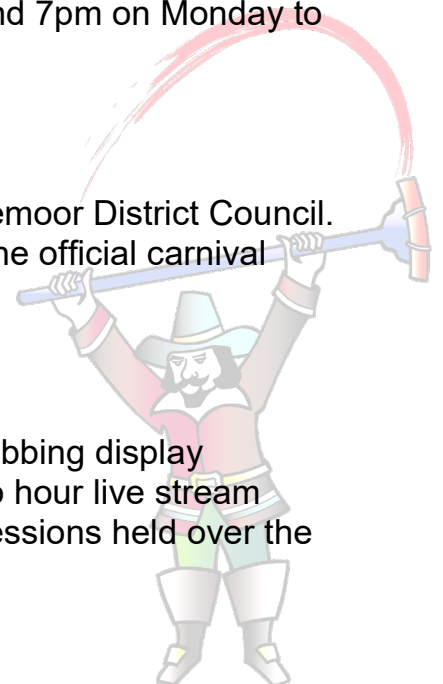 nd 7pm on Monday to
emoor District Council.
ne official carnival
bbing display
o hour live stream
essions held over the